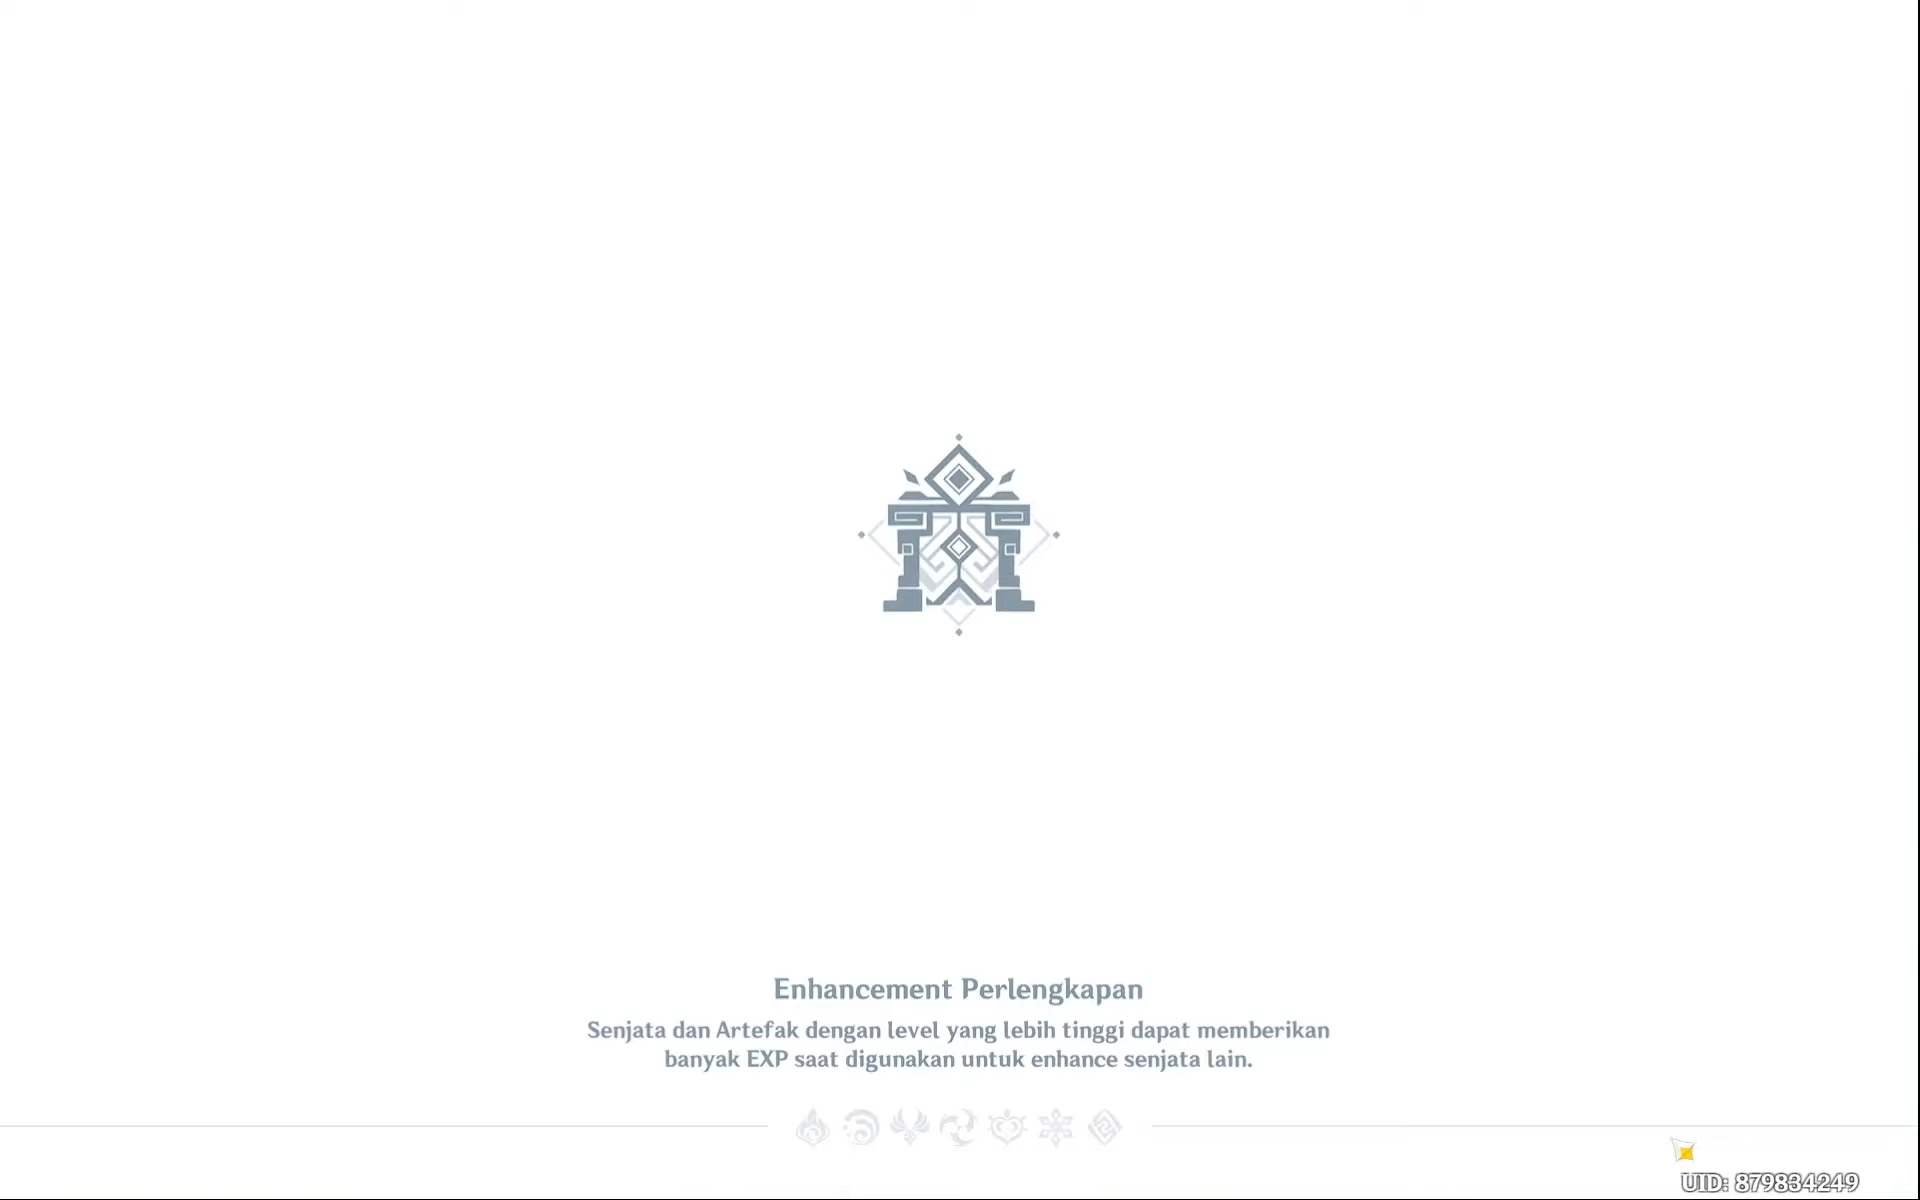 Enhancement Perlengkapan
Senjata dan Artefak dengan level yang lebih tinggi dapat memberikan
banyak EXP saat digunakan untuk enhance senjata lain.
UID: 879834249